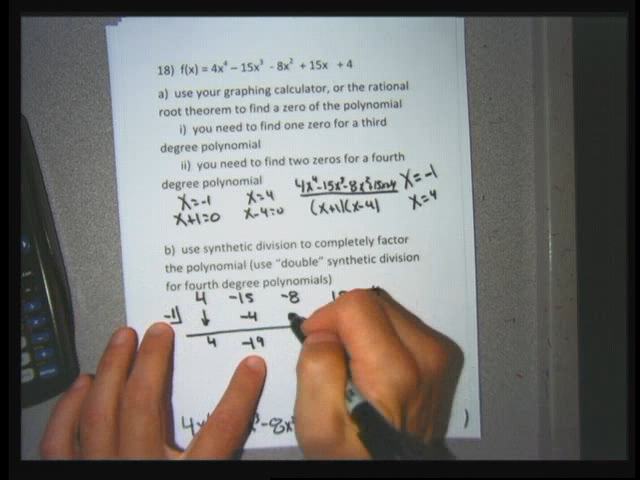 18) f(x) = 4x⁴ – 15x³ - 8x² + 15x + 4
a) use your graphing calculator, or the rational
root theorem to find a zero of the polynomial
i) you need to find one zero for a third
degree polynomial
ii) you need to find two zeros for a fourth
degree polynomial
x=-1 x=4 4x⁴-15x³-8x²+15x+4 x=-1
x+1=0 x-4=0 (x+1)(x-4) x=4
b) use synthetic division to completely factor
the polynomial (use "double" synthetic division
for fourth degree polynomials)
4 -15 -8
-1 ↓ -4
4 -19
-8x )